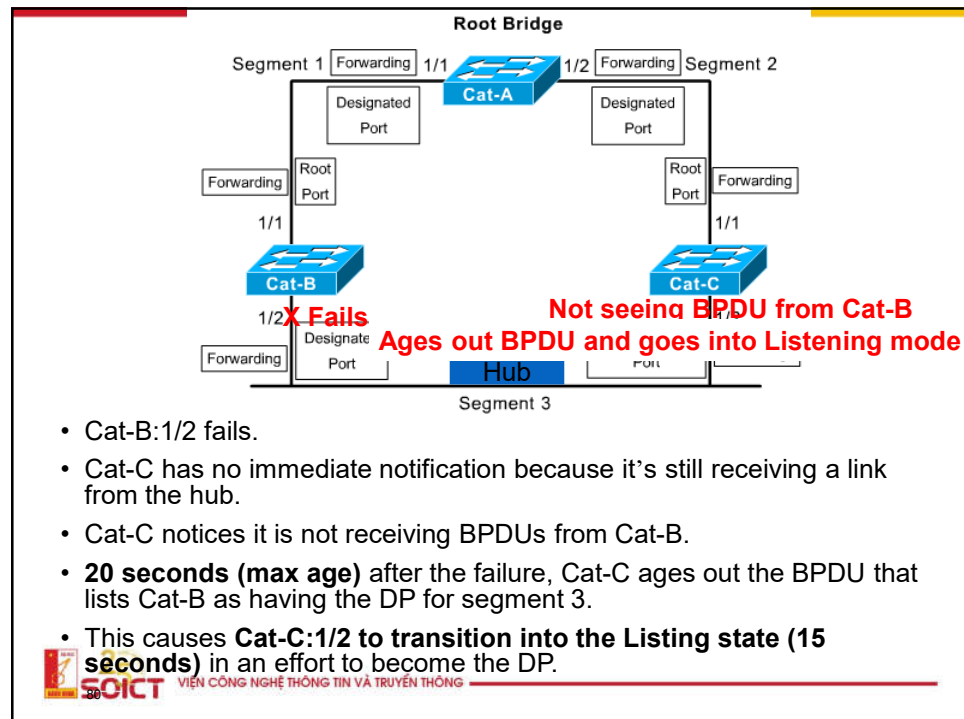 Root Bridge
Segment 1 Forwarding 1/1 1/2 Forwarding Segment 2
Cat-A
Designated Port
Designated Port
Forwarding
Root Port
Root Port
Forwarding
1/1
1/1
Cat-B
Cat-C
1/2
X Fails
Not seeing BPDU from Cat-B
Ages out BPDU and goes into Listening mode
Forwarding
Port
Port
Hub
Segment 3
• Cat-B:1/2 fails.
• Cat-C has no immediate notification because it’s still receiving a link
from the hub.
• Cat-C notices it is not receiving BPDUs from Cat-B.
• 20 seconds (max age) after the failure, Cat-C ages out the BPDU that
lists Cat-B as having the DP for segment 3.
• This causes Cat-C:1/2 to transition into the Listing state (15
seconds) in an effort to become the DP.
SOICT VIỆN CÔNG NGHỆ THÔNG TIN VÀ TRUYỀN THÔNG
80